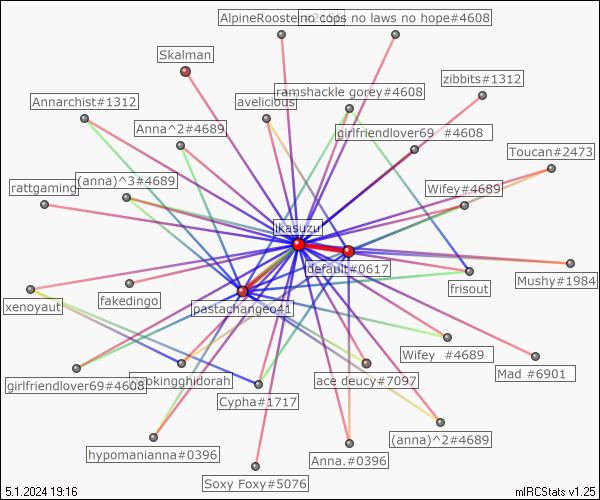 AlpineRooste
no cops no laws no hope#4608
Skalman
zibbits#1312
Annarchist#1312
avelicious
ramshackle gorey#4608
Anna^2#4689
girlfriendlover69 #4608
Toucan#2473
rattgaming
(anna)^3#4689
Wifey#4689
ikasuzu
default#0617
frisout
Mushy#1984
xenoyaut
fakedingo
pastachangeo41
Wifey #4689
Mad #6901
girlfriendlover69#4608
kingghidorah
ace deucy#7097
Cypha#1717
(anna)^2#4689
hypomanianna#0396
Anna.#0396
Soxy Foxy#5076
5.1.2024 19:16
mIRCStats v1.25